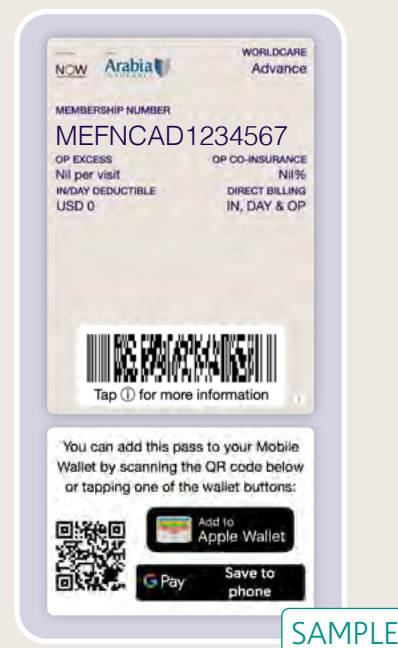 NOW Arabia INSURANCE
WORLDCARE
Advance
MEMBERSHIP NUMBER
MEFNCAD1234567
OP EXCESS OP CO-INSURANCE
Nil per visit Nil%
IN/DAY DEDUCTIBLE DIRECT BILLING
USD 0 IN, DAY & OP
Tap ⓘ for more information
You can add this pass to your Mobile
Wallet by scanning the QR code below
or tapping one of the wallet buttons:
Add to
Apple Wallet
G Pay Save to
phone
SAMPLE